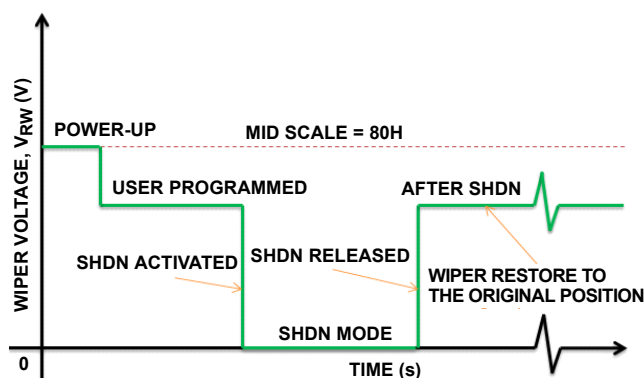 WIPER VOLTAGE, VRW (V)
POWER-UP
MID SCALE = 80H
USER PROGRAMMED
AFTER SHDN
SHDN ACTIVATED
SHDN RELEASED
WIPER RESTORE TO
THE ORIGINAL POSITION
SHDN MODE
0
TIME (s)